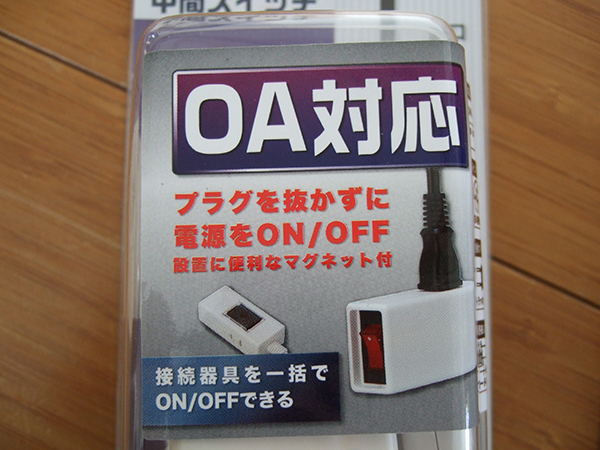 中間スイッチ
OA対応
プラグを抜かずに
電源をON/OFF
設置に便利なマグネット付
接続器具を一括で
ON/OFFできる